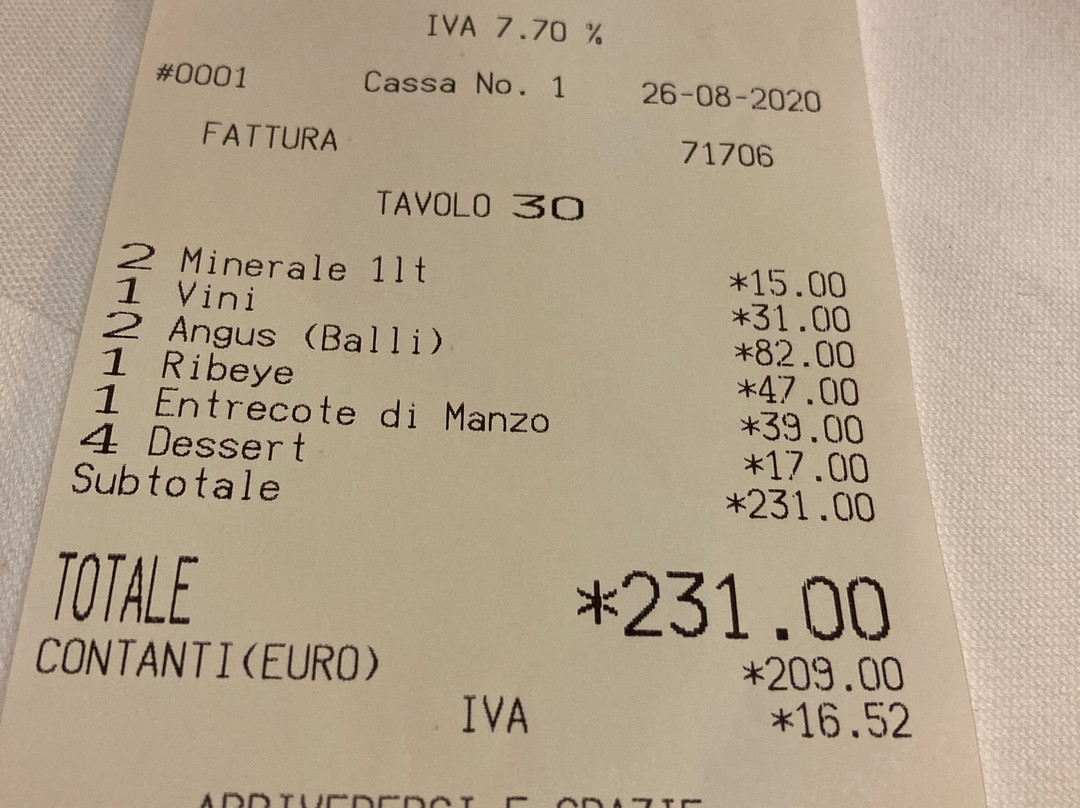 IVA 7.70 %
#0001 Cassa No. 1 26-08-2020
FATTURA 71706
TAVOLO 30
2 Minerale 1lt *15.00
1 Vini *31.00
2 Angus (Balli) *82.00
1 Ribeye *47.00
1 Entrecote di Manzo *39.00
4 Dessert *17.00
Subtotale *231.00
TOTALE *231.00
CONTANTI(EURO) *209.00
IVA *16.52
ARRIVEDERCI E GRAZIE